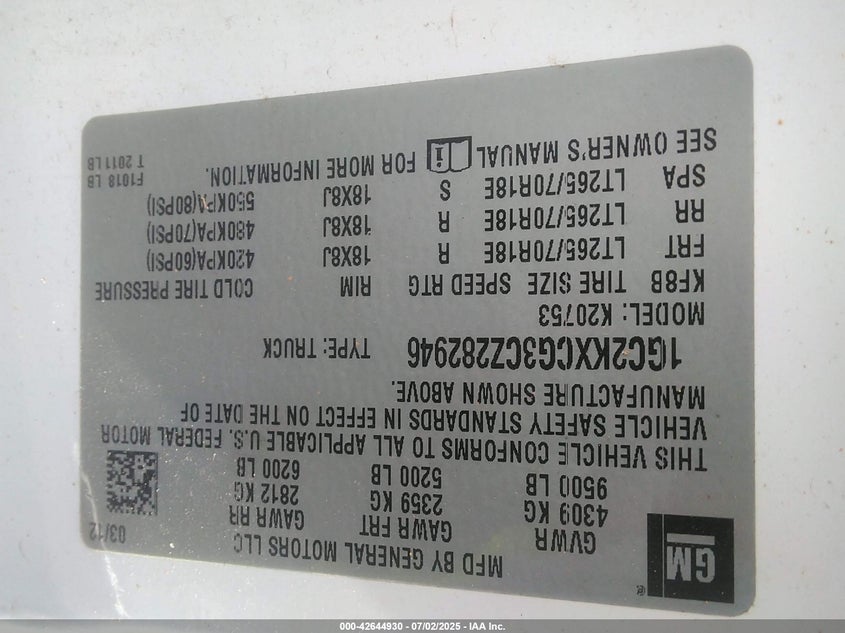 GM
®
MFD BY GENERAL MOTORS LLC
03/12
GVWR GAWR FRT GAWR RR
4309 KG 2359 KG 2812 KG
9500 LB 5200 LB 6200 LB
THIS VEHICLE CONFORMS TO ALL APPLICABLE U.S. FEDERAL MOTOR
VEHICLE SAFETY STANDARDS IN EFFECT ON THE DATE OF
MANUFACTURE SHOWN ABOVE.
1GC2KXCG3CZ282946 TYPE: TRUCK
MODEL: K20753
KF8B TIRE SIZE SPEED RTG RIM COLD TIRE PRESSURE
FRT LT265/70R18E R 18X8J 420KPA(60PSI)
RR LT265/70R18E R 18X8J 480KPA(70PSI)
SPA LT265/70R18E S 18X8J 550KPA(80PSI)
SEE OWNER'S MANUAL i FOR MORE INFORMATION.
F1018 LB
T 2011 LB
000-42644930 - 07/02/2025 - IAA Inc.